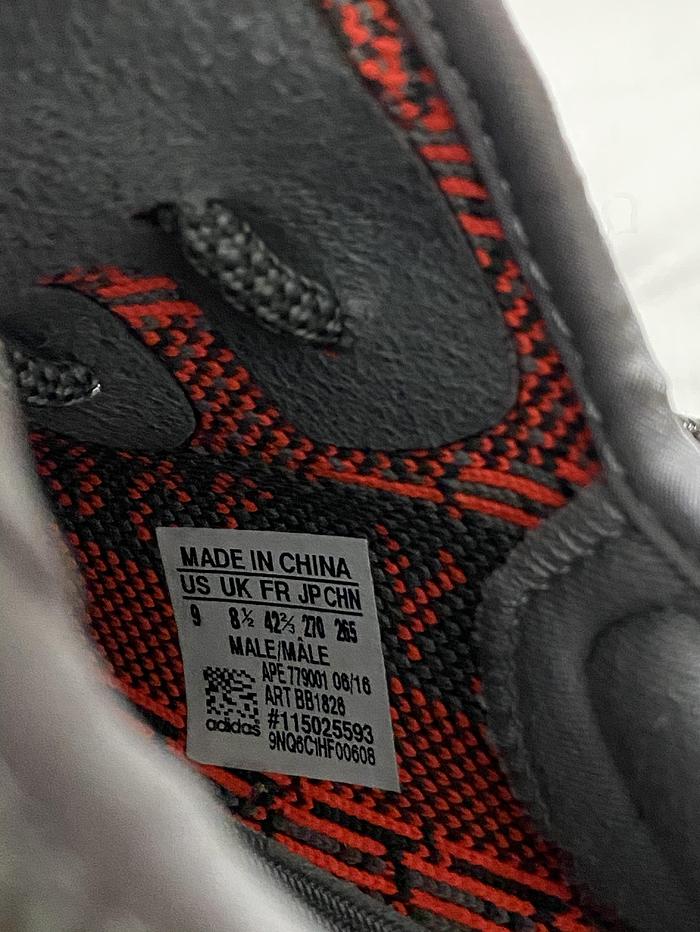 MADE IN CHINA
US UK FR JP CHN
9 8½ 42⅔ 270 265
MALE/MÂLE
APE 779001 06/16
ART BB1826
#115025593
adidas
9NQ6C1HF00608